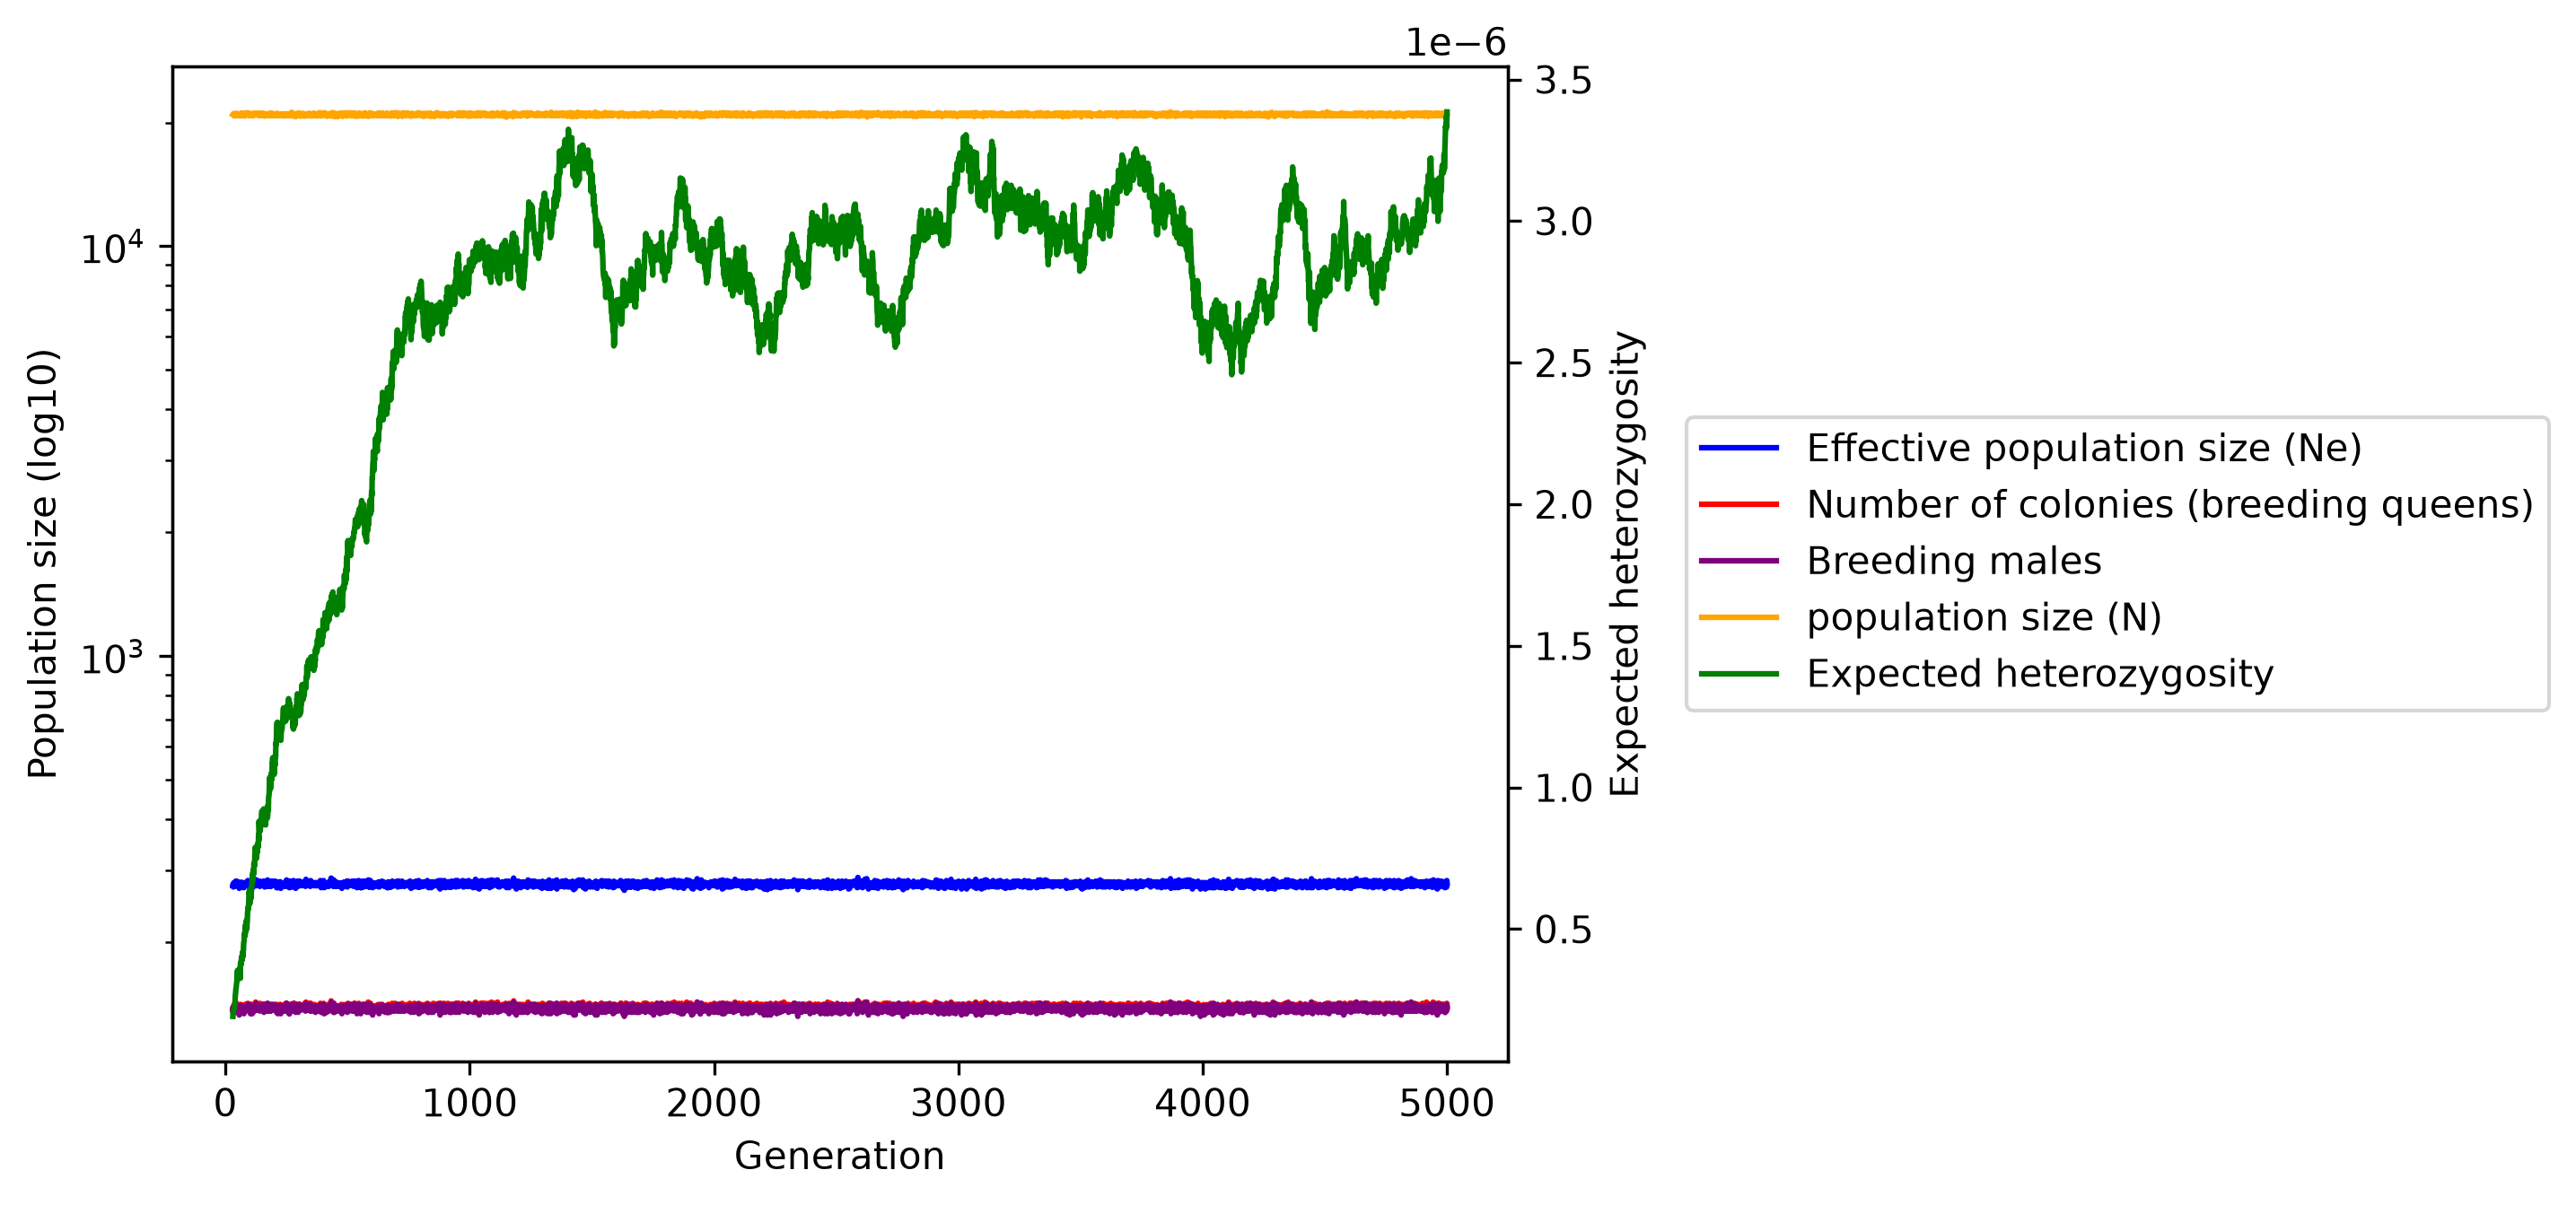 1e−6
3.5
3.0
2.5
2.0
1.5
1.0
0.5
Expected heterozygosity
10⁴
10³
Population size (log10)
0 1000 2000 3000 4000 5000
Generation
Effective population size (Ne)
Number of colonies (breeding queens)
Breeding males
population size (N)
Expected heterozygosity